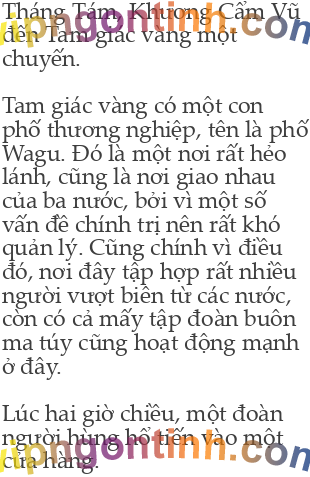 Tháng Tám, Khương Cẩm Vũ
đến Tam giác vàng một
chuyến.
Tam giác vàng có một con
phố thương nghiệp, tên là phố
Wagu. Đó là một nơi rất hẻo
lánh, cũng là nơi giao nhau
của ba nước, bởi vì một số
vấn đề chính trị nên rất khó
quản lý. Cũng chính vì điều
đó, nơi đây tập hợp rất nhiều
người vượt biên từ các nước,
còn có cả mấy tập đoàn buôn
ma túy cũng hoạt động mạnh
ở đây.
Lúc hai giờ chiều, một đoàn
người hùng hổ tiến vào một
cửa hàng.
vipngontinh.com
vipngontinh.com